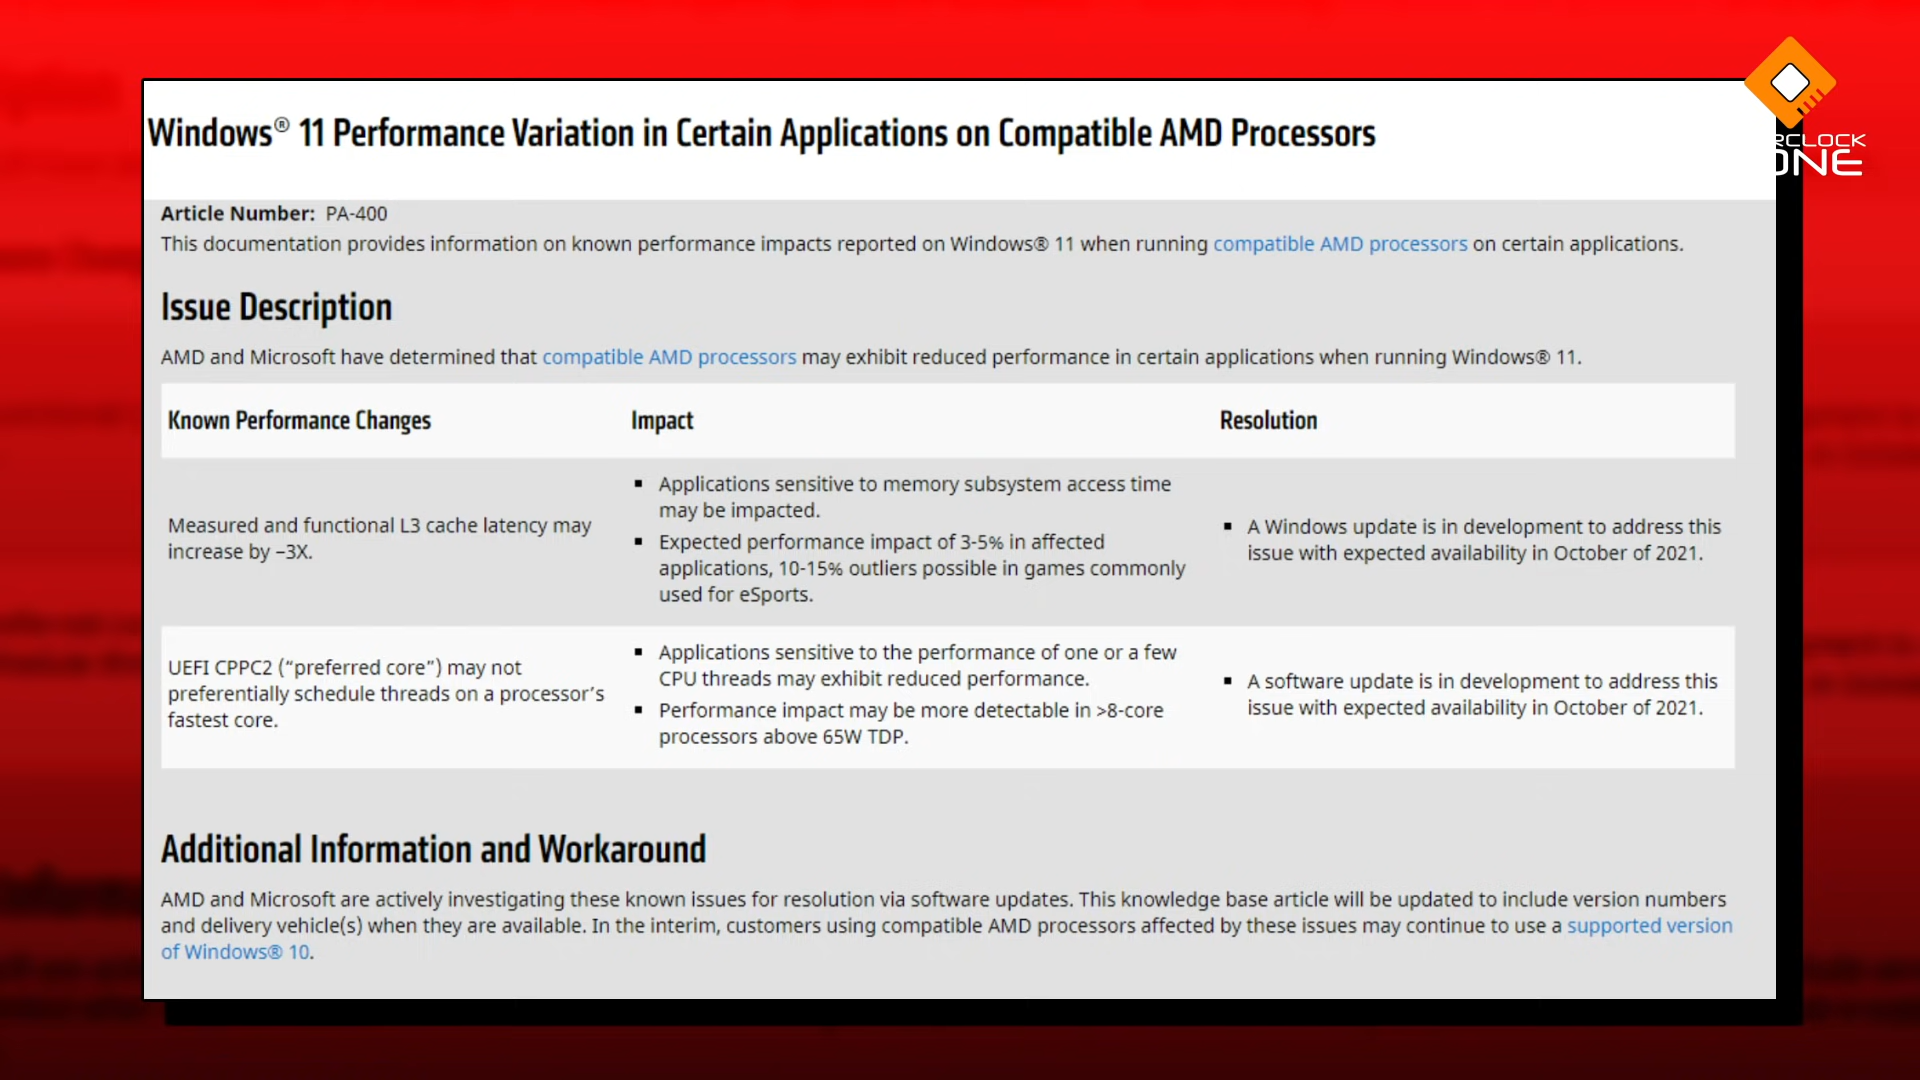 Windows® 11 Performance Variation in Certain Applications on Compatible AMD Processors
RCLOCK
ONE
Article Number: PA-400
This documentation provides information on known performance impacts reported on Windows® 11 when running compatible AMD processors on certain applications.
Issue Description
AMD and Microsoft have determined that compatible AMD processors may exhibit reduced performance in certain applications when running Windows® 11.
Known Performance Changes
Impact
Resolution
Measured and functional L3 cache latency may
increase by ~3X.
▪ Applications sensitive to memory subsystem access time
may be impacted.
▪ Expected performance impact of 3-5% in affected
applications, 10-15% outliers possible in games commonly
used for eSports.
▪ A Windows update is in development to address this
issue with expected availability in October of 2021.
UEFI CPPC2 (“preferred core”) may not
preferentially schedule threads on a processor’s
fastest core.
▪ Applications sensitive to the performance of one or a few
CPU threads may exhibit reduced performance.
▪ Performance impact may be more detectable in >8-core
processors above 65W TDP.
▪ A software update is in development to address this
issue with expected availability in October of 2021.
Additional Information and Workaround
AMD and Microsoft are actively investigating these known issues for resolution via software updates. This knowledge base article will be updated to include version numbers
and delivery vehicle(s) when they are available. In the interim, customers using compatible AMD processors affected by these issues may continue to use a supported version
of Windows® 10.